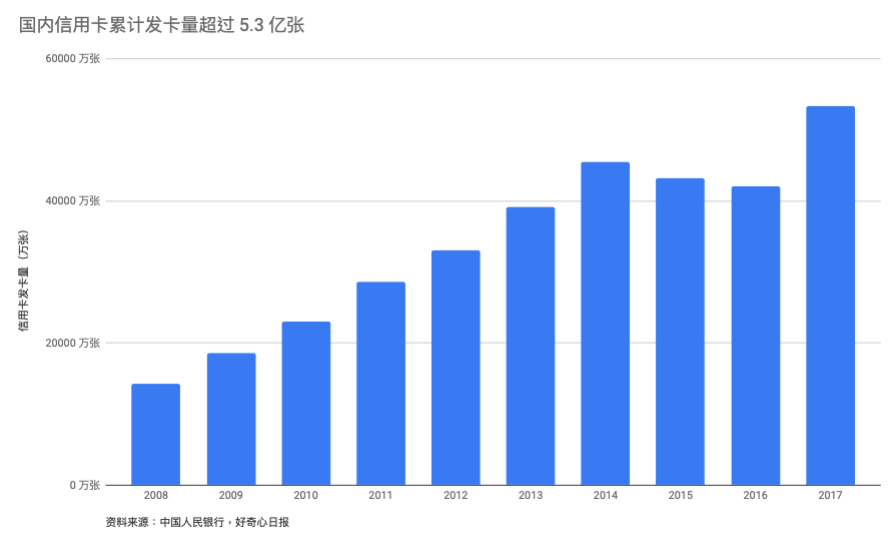 国内信用卡累计发卡量超过 5.3 亿张
60000 万张
40000 万张
20000 万张
0 万张
信用卡发卡量（万张）
2008
2009
2010
2011
2012
2013
2014
2015
2016
2017
资料来源：中国人民银行，好奇心日报